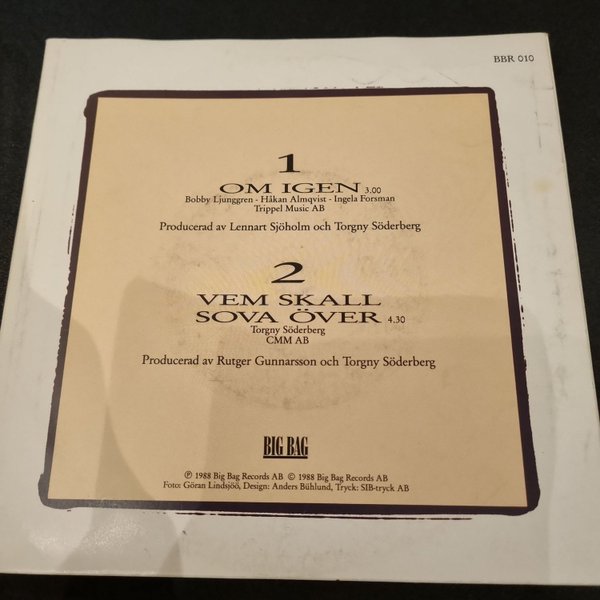 BBR 010
1
OM IGEN 3.00
Bobby Ljunggren - Håkan Almqvist - Ingela Forsman
Trippel Music AB
Producerad av Lennart Sjöholm och Torgny Söderberg
2
VEM SKALL
SOVA ÖVER 4.30
Torgny Söderberg
CMM AB
Producerad av Rutger Gunnarsson och Torgny Söderberg
BIG BAG
℗ 1988 Big Bag Records AB © 1988 Big Bag Records AB
Foto: Göran Lindsjöö, Design: Anders Bühlund, Tryck: SIB-tryck AB